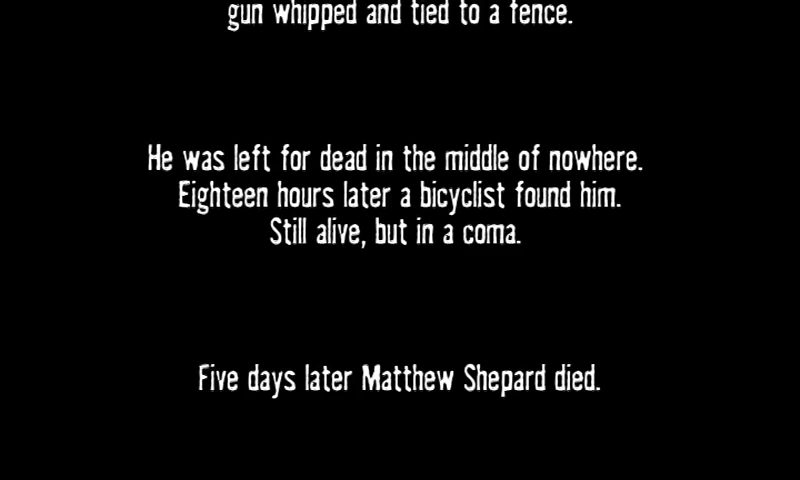 gun whipped and tied to a fence.
He was left for dead in the middle of nowhere.
Eighteen hours later a bicyclist found him.
Still alive, but in a coma.
Five days later Matthew Shepard died.